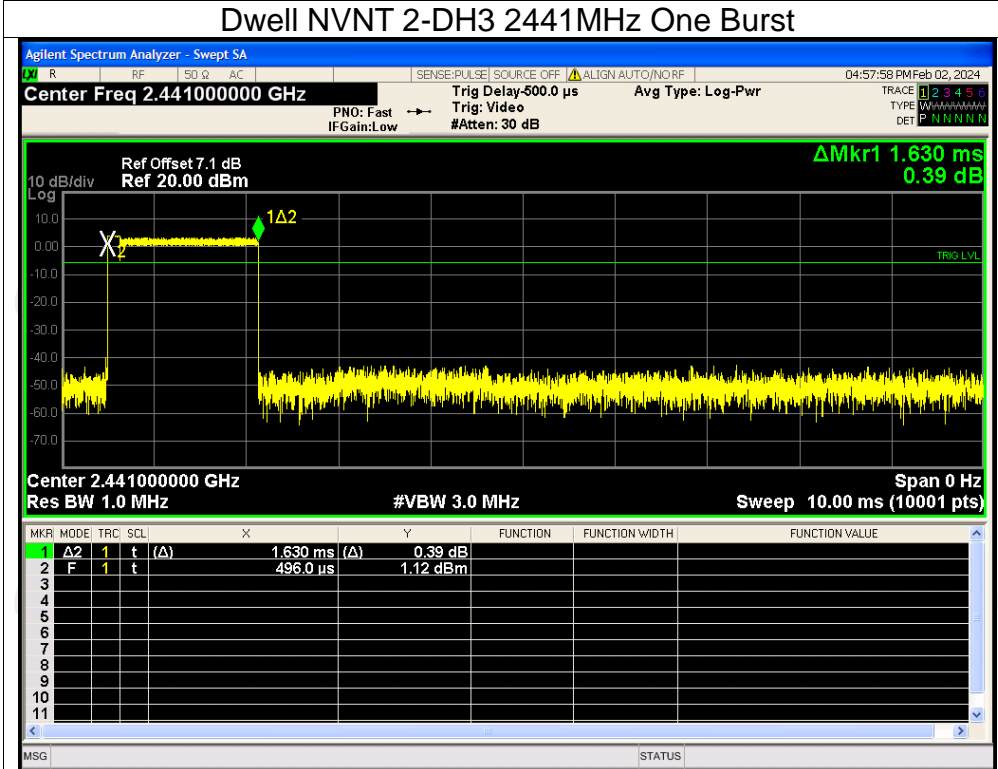 Dwell NVNT 2-DH3 2441MHz One Burst
Agilent Spectrum Analyzer - Swept SA
LXI R RF 50 Ω AC SENSE:PULSE SOURCE OFF ALIGN AUTO/NO RF 04:57:58 PM Feb 02, 2024
Center Freq 2.441000000 GHz Trig Delay-500.0 µs Avg Type: Log-Pwr TRACE 1 2 3 4 5 6
PNO: Fast Trig: Video TYPE WWWWWW
IFGain:Low #Atten: 30 dB DET P N N N N N
ΔMkr1 1.630 ms
0.39 dB
Ref Offset 7.1 dB
10 dB/div Ref 20.00 dBm
Log
10.0
1Δ2
0.00
X2
TRIG LVL
-10.0
-20.0
-30.0
-40.0
-50.0
-60.0
-70.0
Center 2.441000000 GHz Span 0 Hz
Res BW 1.0 MHz #VBW 3.0 MHz Sweep 10.00 ms (10001 pts)
MKR MODE TRC SCL X Y FUNCTION FUNCTION WIDTH FUNCTION VALUE
1 Δ2 1 t (Δ) 1.630 ms (Δ) 0.39 dB
2 F 1 t 496.0 µs 1.12 dBm
3
4
5
6
7
8
9
10
11
MSG STATUS